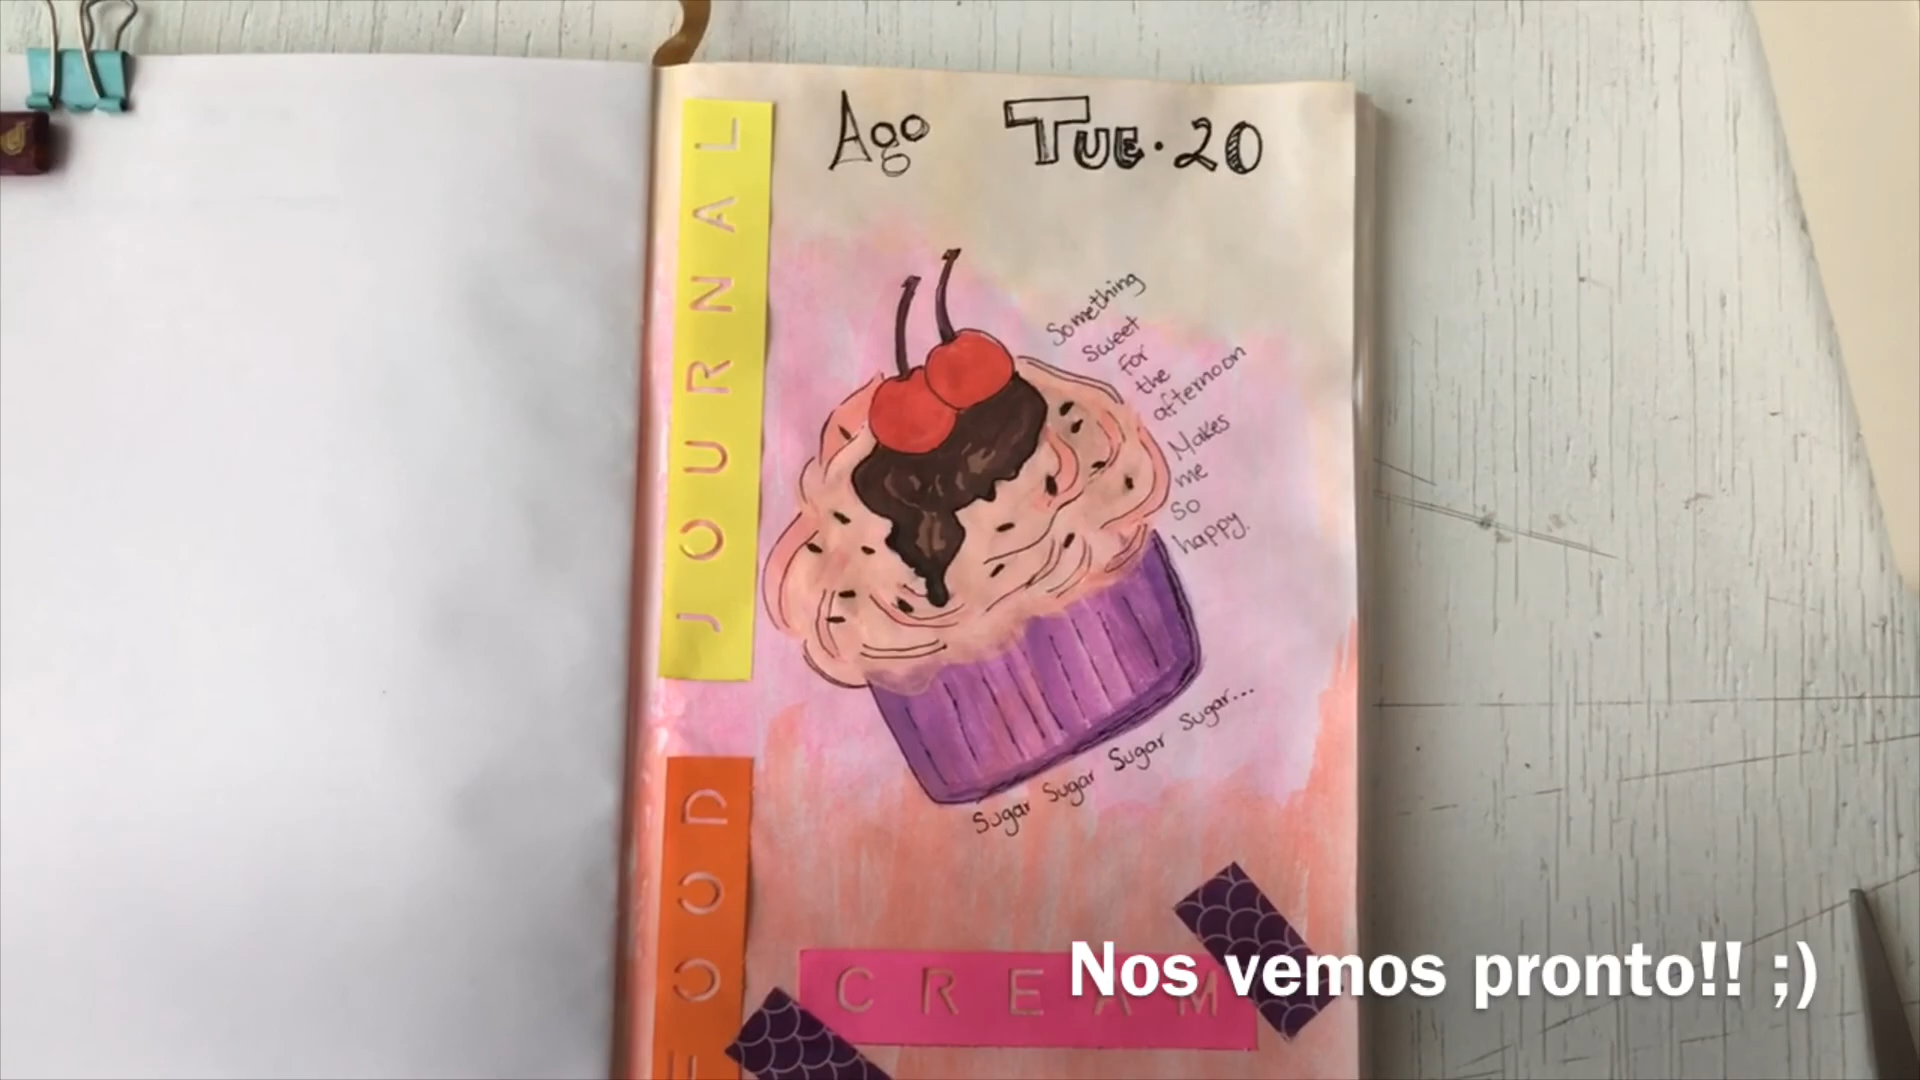 Ago TUE. 20
JOURNAL
Something
sweet
For
the
afternoon
Makes
me
so
happy.
Sugar Sugar Sugar Sugar...
CREAM
Nos vemos pronto!! ;)